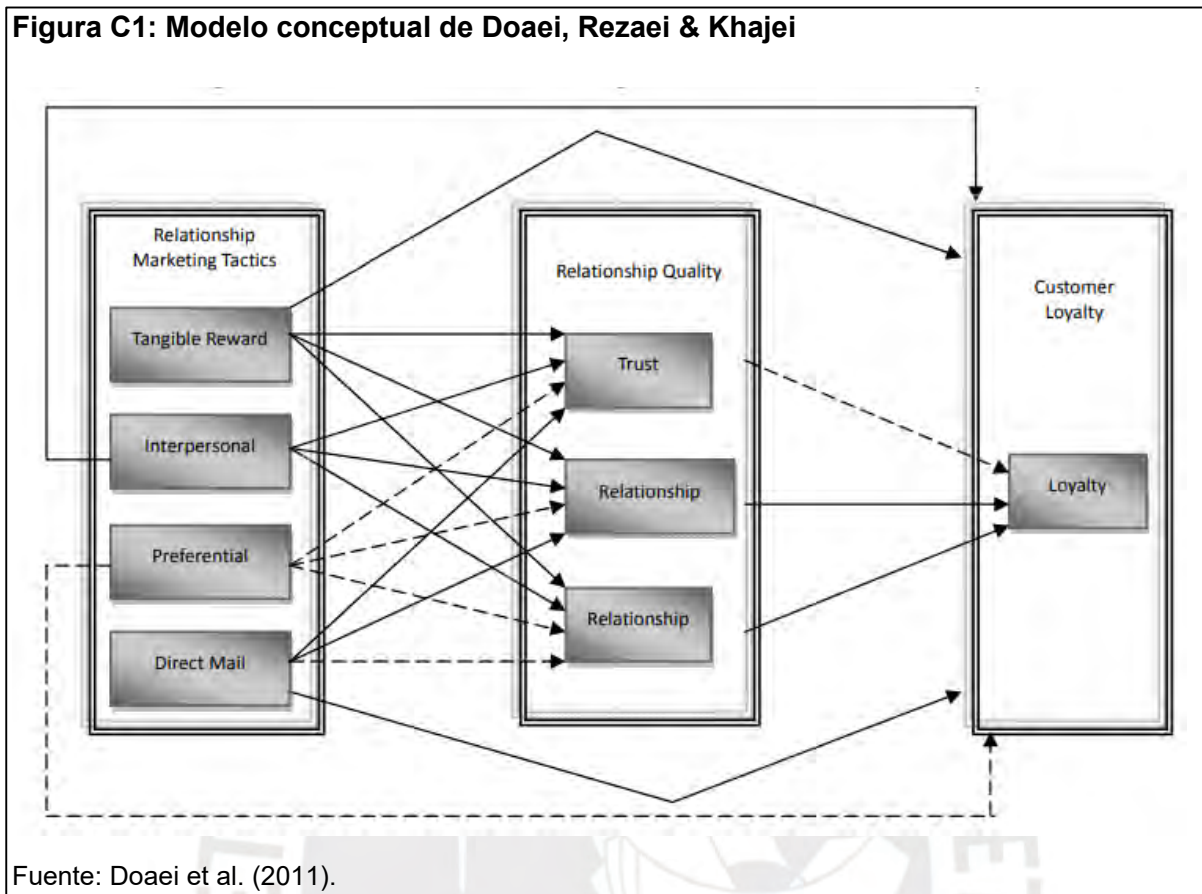 Figura C1: Modelo conceptual de Doaei, Rezaei & Khajei
Relationship
Marketing Tactics
Tangible Reward
Interpersonal
Preferential
Direct Mail
Relationship Quality
Trust
Relationship
Relationship
Customer
Loyalty
Loyalty
Fuente: Doaei et al. (2011).